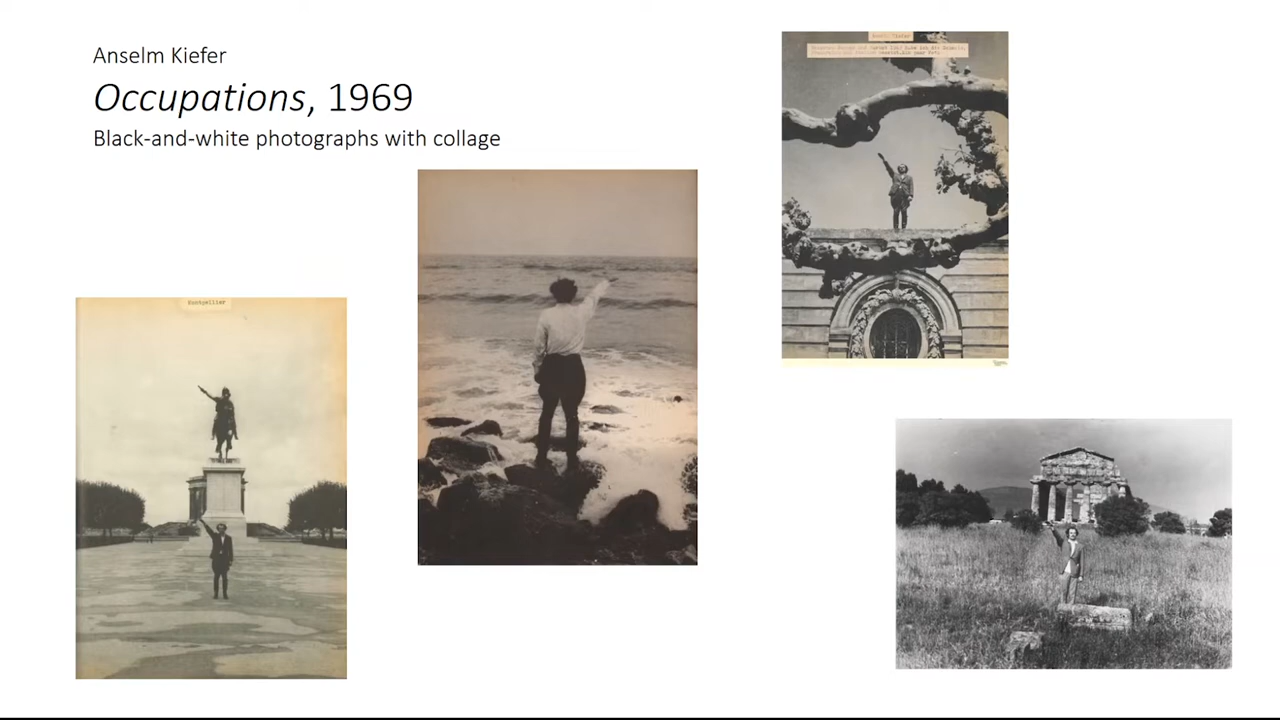 Anselm Kiefer
Occupations, 1969
Black-and-white photographs with collage
Montpellier